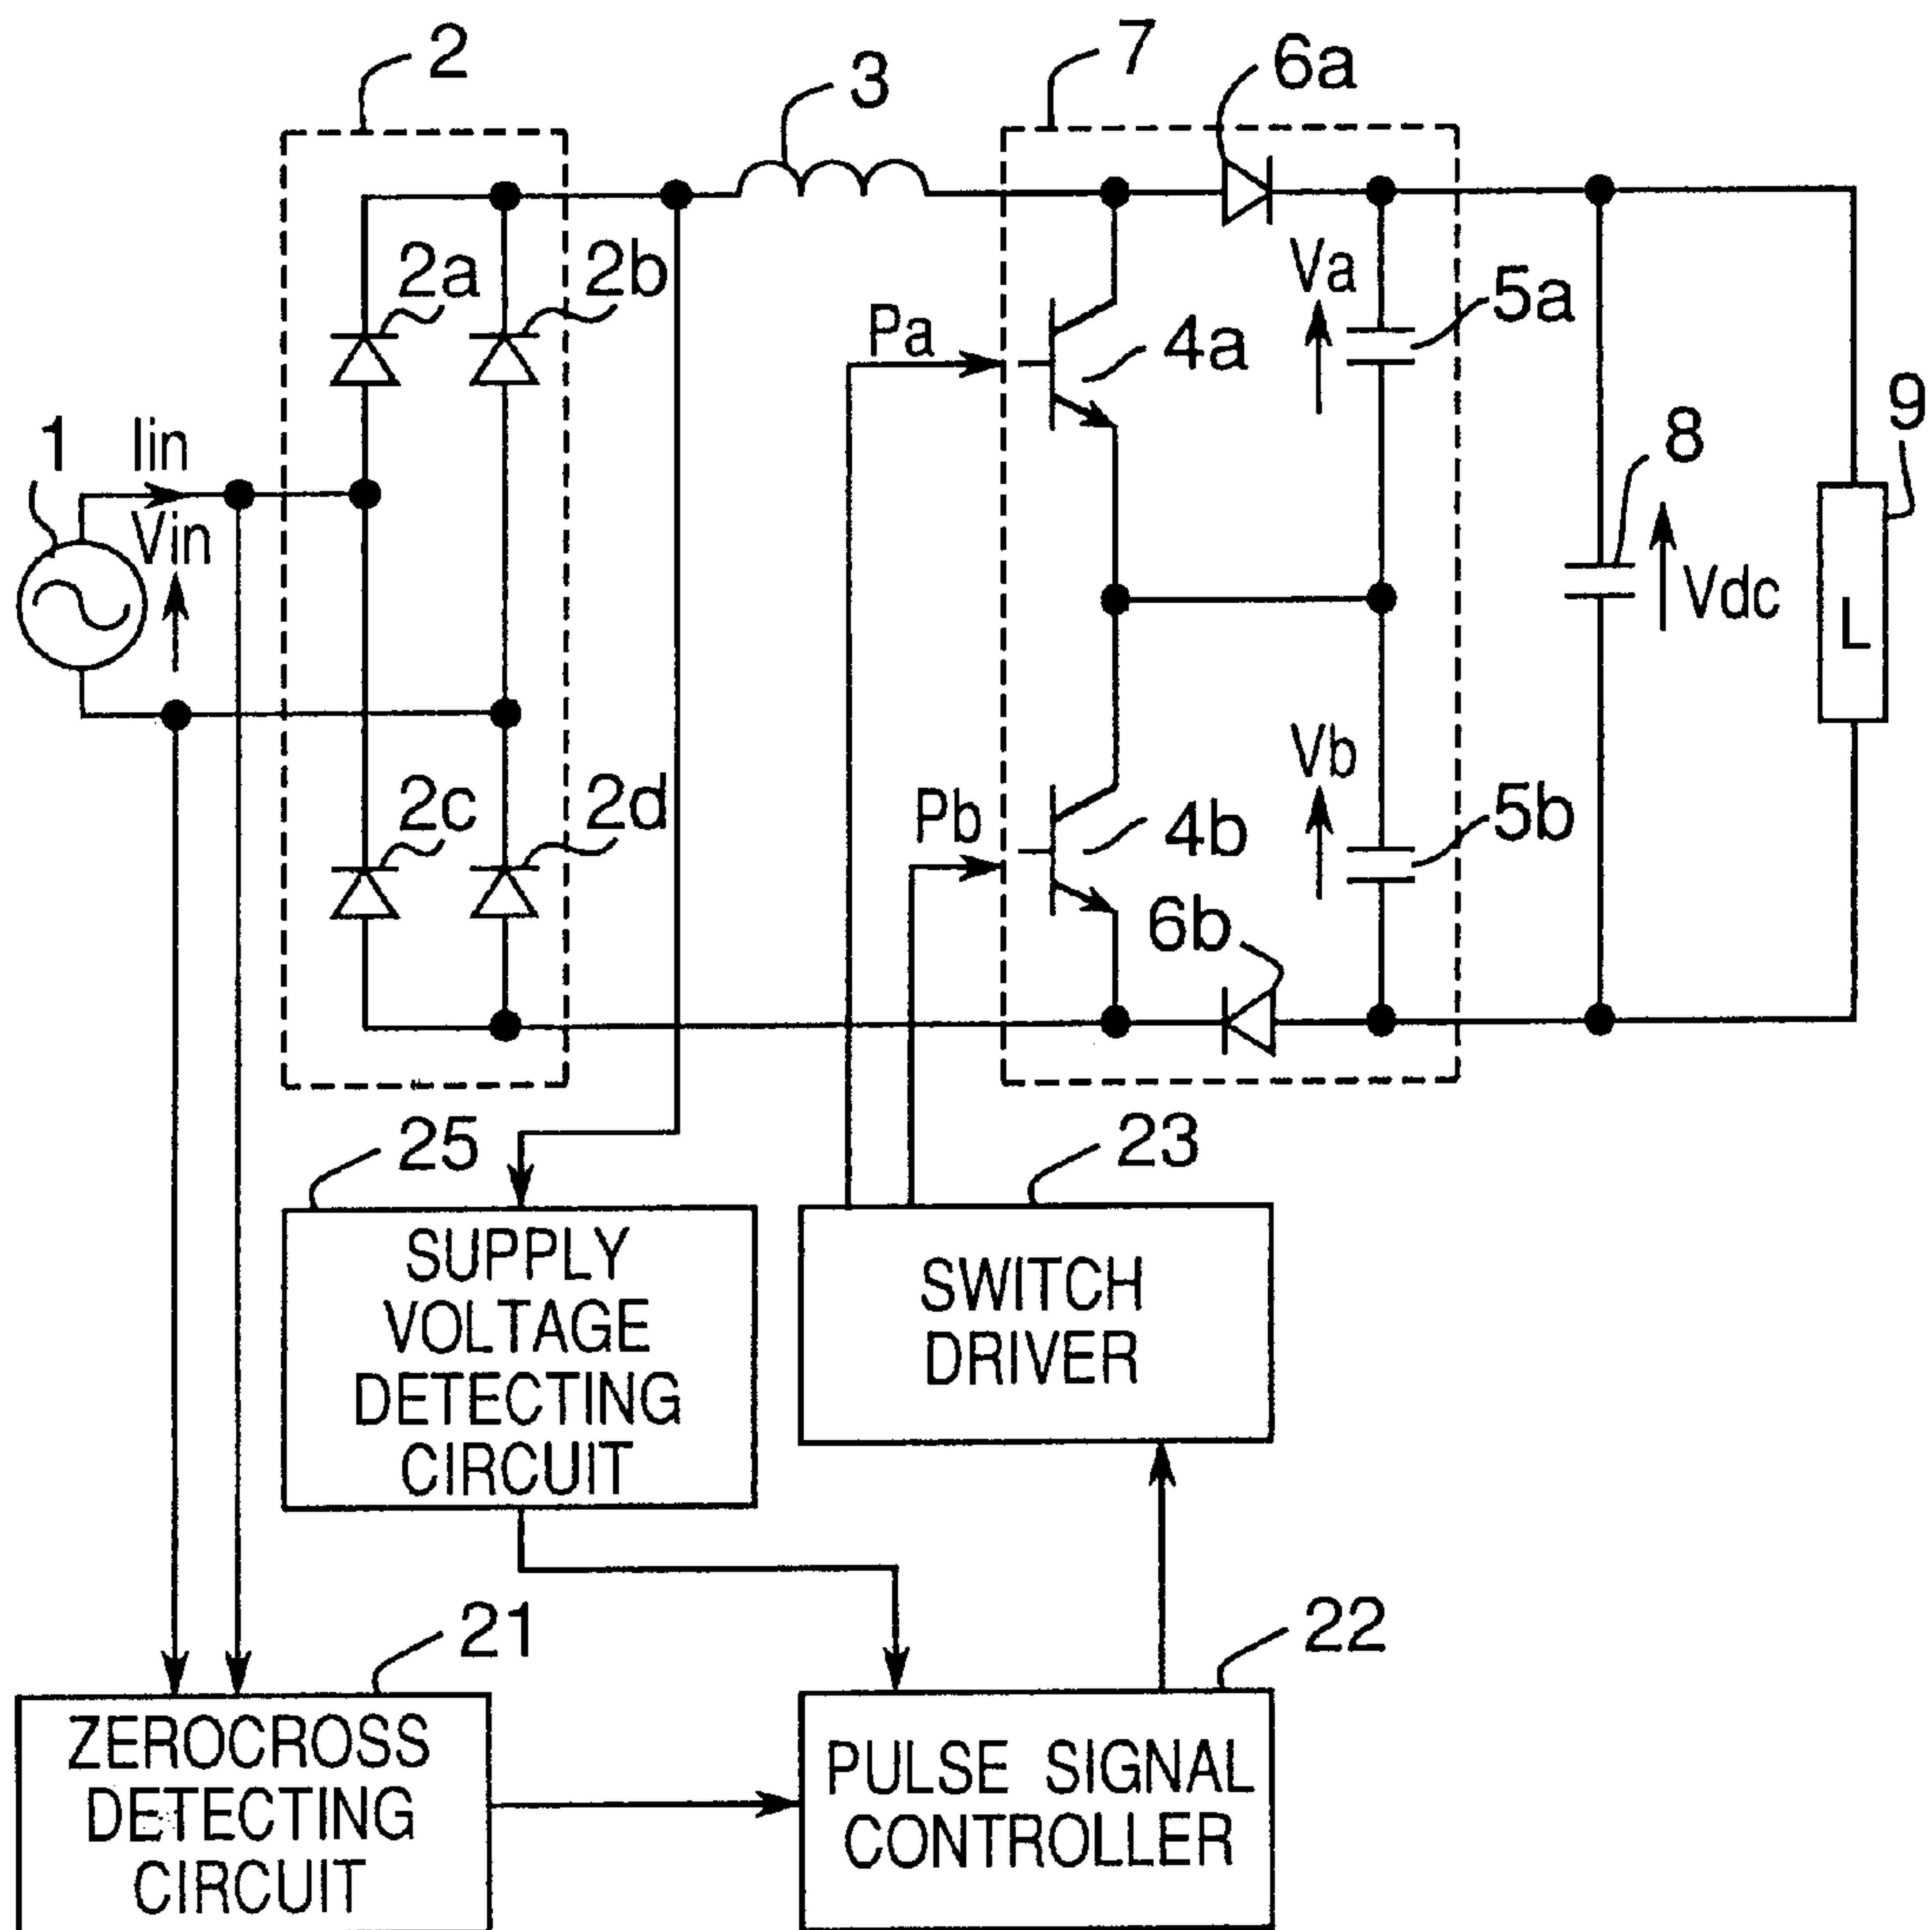 2
3
7
6a
2a
2b
Va
5a
Pa
4a
1
Iin
Vin
8
9
Vdc
L
2c
2d
Pb
4b
Vb
5b
6b
25
23
SUPPLY
VOLTAGE
DETECTING
CIRCUIT
SWITCH
DRIVER
21
22
ZEROCROSS
DETECTING
CIRCUIT
PULSE SIGNAL
CONTROLLER